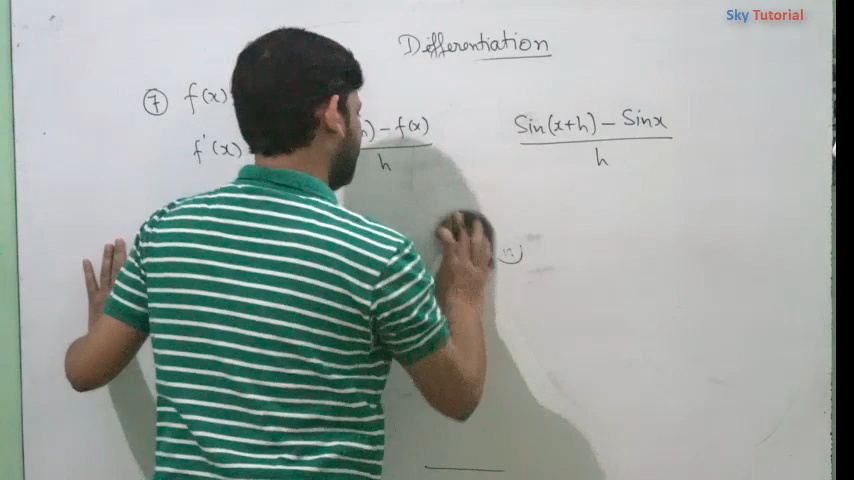 Sky Tutorial
Differentiation
7 f(x)
f'(x) h) - f(x)
h
Sin(x+h) - Sinx
h